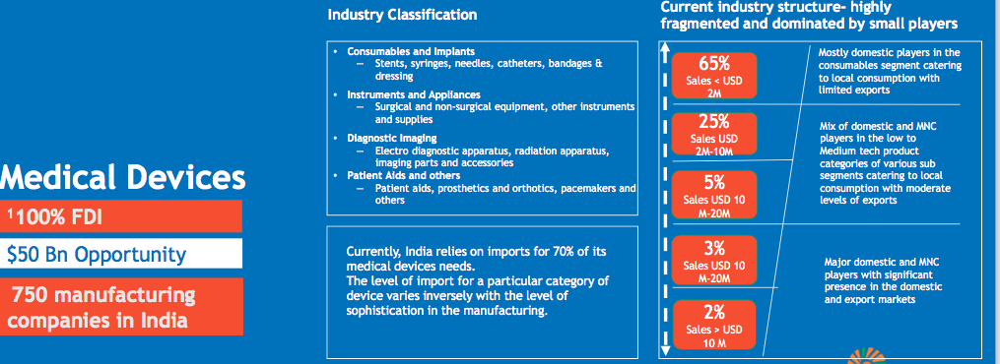 Medical Devices
¹100% FDI
$50 Bn Opportunity
750 manufacturing
companies in India
Industry Classification
• Consumables and Implants
— Stents, syringes, needles, catheters, bandages &
dressing
• Instruments and Appliances
— Surgical and non-surgical equipment, other instruments
and supplies
• Diagnostic Imaging
— Electro diagnostic apparatus, radiation apparatus,
imaging parts and accessories
• Patient Aids and others
— Patient aids, prosthetics and orthotics, pacemakers and
others
Currently, India relies on imports for 70% of its
medical devices needs.
The level of import for a particular category of
device varies inversely with the level of
sophistication in the manufacturing.
Current industry structure- highly
fragmented and dominated by small players
65%
Sales < USD
2M
Mostly domestic players in the
consumables segment catering
to local consumption with
limited exports
25%
Sales USD
2M-10M
5%
Sales USD 10
M-20M
Mix of domestic and MNC
players in the low to
Medium tech product
categories of various sub
segments catering to local
consumption with moderate
levels of exports
3%
Sales USD 10
M-20M
2%
Sales > USD
10 M
Major domestic and MNC
players with significant
presence in the domestic
and export markets